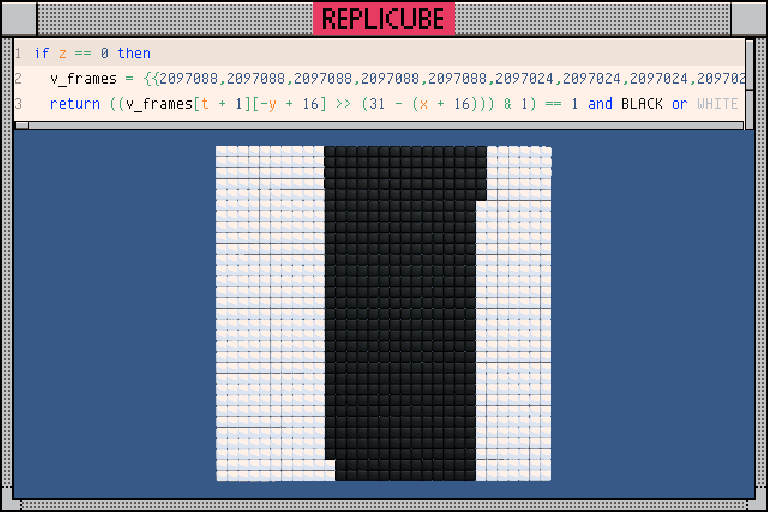 REPLICUBE
1 if z == 0 then
2 v_frames = {{2097088,2097088,2097088,2097088,2097088,2097024,2097024,2097024,209702
3 return ((v_frames[t + 1][-y + 16] >> (31 - (x + 16))) & 1) == 1 and BLACK or WHITE